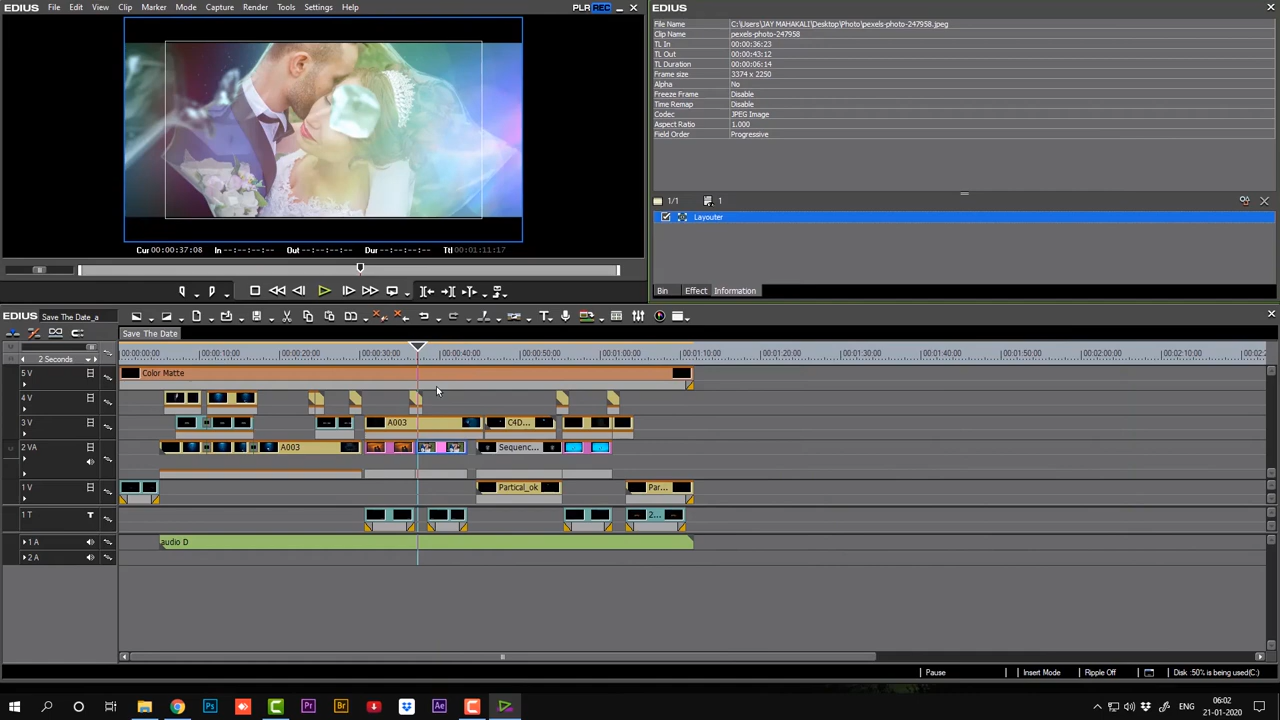 EDIUS File Edit View Clip Marker Mode Capture Render Tools Settings Help PLR REC
Cur 00:00:37:08 In --:--:--:-- Out --:--:--:-- Dur --:--:--:-- Ttl 00:01:11:17
EDIUS
File Name C:\Users\JAY MAHAKALI\Desktop\Photo\pexels-photo-247958.jpeg
Clip Name pexels-photo-247958
TL In 00:00:36:23
TL Out 00:00:43:12
TL Duration 00:00:06:14
Frame size 3374 x 2250
Alpha No
Freeze Frame Disable
Time Remap Disable
Codec JPEG Image
Aspect Ratio 1.000
Field Order Progressive
1/1 1
Layouter
Bin Effect Information
EDIUS Save The Date_a
Save The Date
2 Seconds
00:00:00:00 00:00:10:00 00:00:20:00 00:00:30:00 00:00:40:00 00:00:50:00 00:01:00:00 00:01:10:00 00:01:20:00 00:01:30:00 00:01:40:00 00:01:50:00 00:02:00:00 00:02:10:00 00:02:2
5 V Color Matte
4 V
3 V A003 C4D...
2 VA A003 Sequenc...
1 V Partical_ok Par...
1 T T 2...
1 A audio D
2 A
Pause Insert Mode Ripple Off Disk :50% is being used(C:)
Ps Pr Br Ae
ENG 06:02
21-01-2020